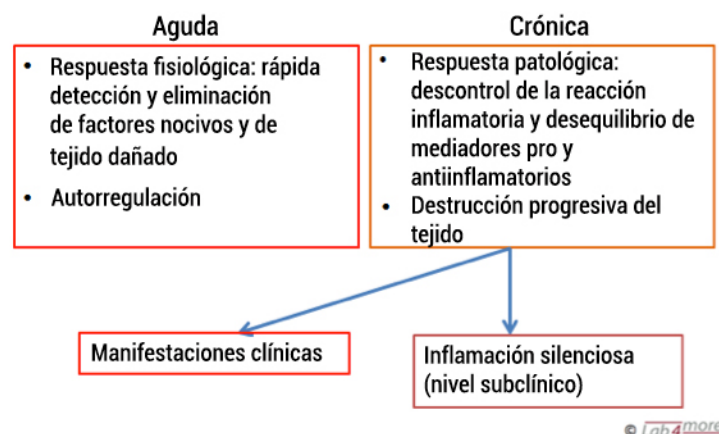 Aguda
• Respuesta fisiológica: rápida
detección y eliminación
de factores nocivos y de
tejido dañado
• Autorregulación
Crónica
• Respuesta patológica:
descontrol de la reacción
inflamatoria y desequilibrio de
mediadores pro y
antiinflamatorios
• Destrucción progresiva del
tejido
Manifestaciones clínicas
Inflamación silenciosa
(nivel subclínico)
© Lab4more